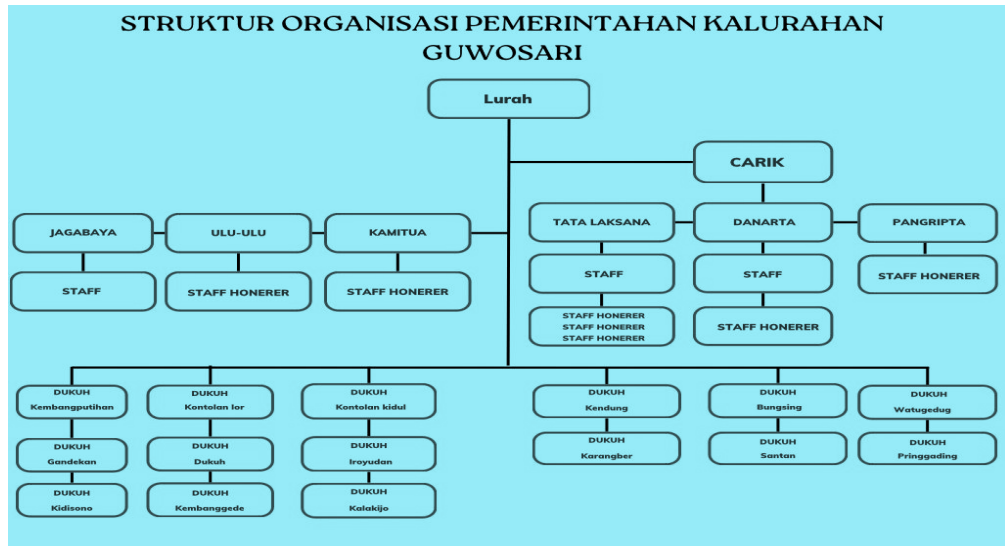 STRUKTUR ORGANISASI PEMERINTAHAN KALURAHAN
GUWOSARI
Lurah
CARIK
JAGABAYA
ULU-ULU
KAMITUA
TATA LAKSANA
DANARTA
PANGRIPTA
STAFF
STAFF HONERER
STAFF HONERER
STAFF
STAFF
STAFF HONERER
STAFF HONERER
STAFF HONERER
STAFF HONERER
STAFF HONERER
DUKUH
Kembangputihan
DUKUH
Kontolan lor
DUKUH
Kontolan kidul
DUKUH
Kendung
DUKUH
Bungsing
DUKUH
Watugedug
DUKUH
Gandekan
DUKUH
Dukuh
DUKUH
Iroyudan
DUKUH
Karangber
DUKUH
Santan
DUKUH
Pringgading
DUKUH
Kidisono
DUKUH
Kembanggede
DUKUH
Kalakijo